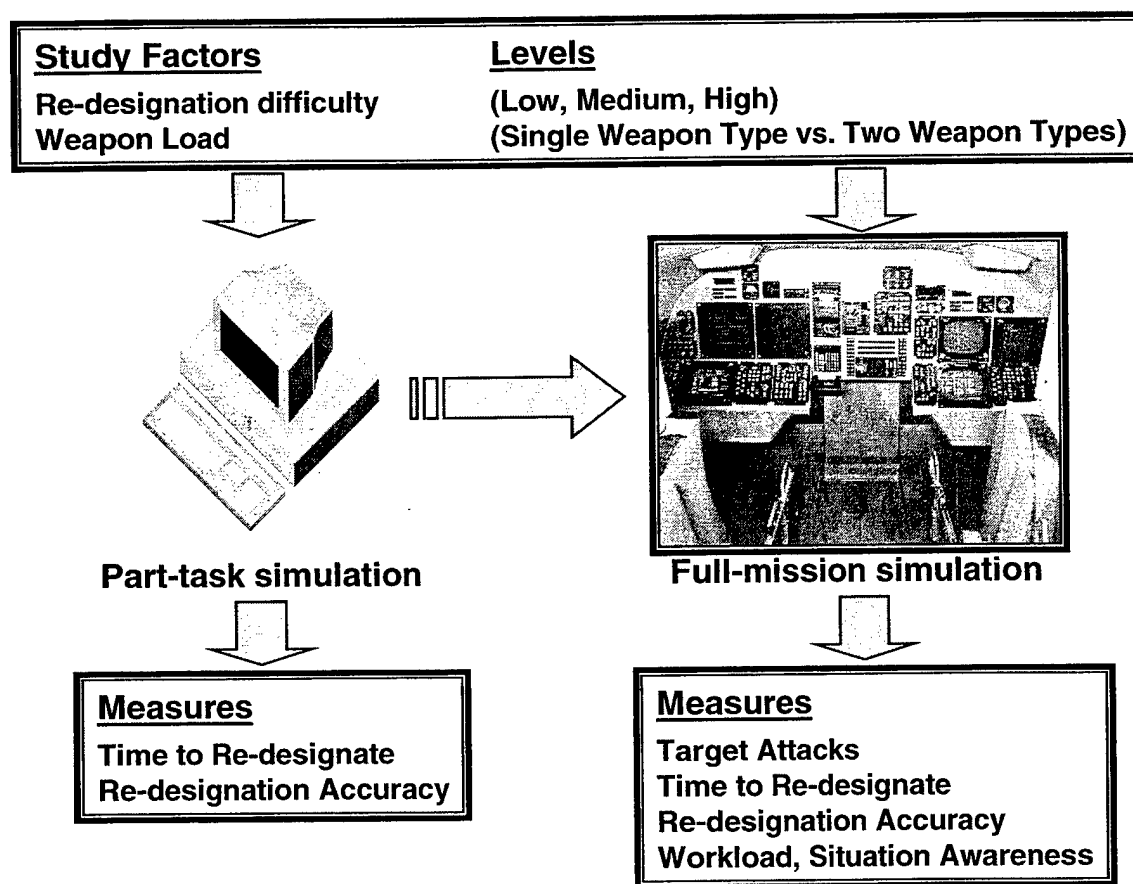 Study Factors Levels
Re-designation difficulty (Low, Medium, High)
Weapon Load (Single Weapon Type vs. Two Weapon Types)
Part-task simulation
Full-mission simulation
Measures
Time to Re-designate
Re-designation Accuracy
Measures
Target Attacks
Time to Re-designate
Re-designation Accuracy
Workload, Situation Awareness